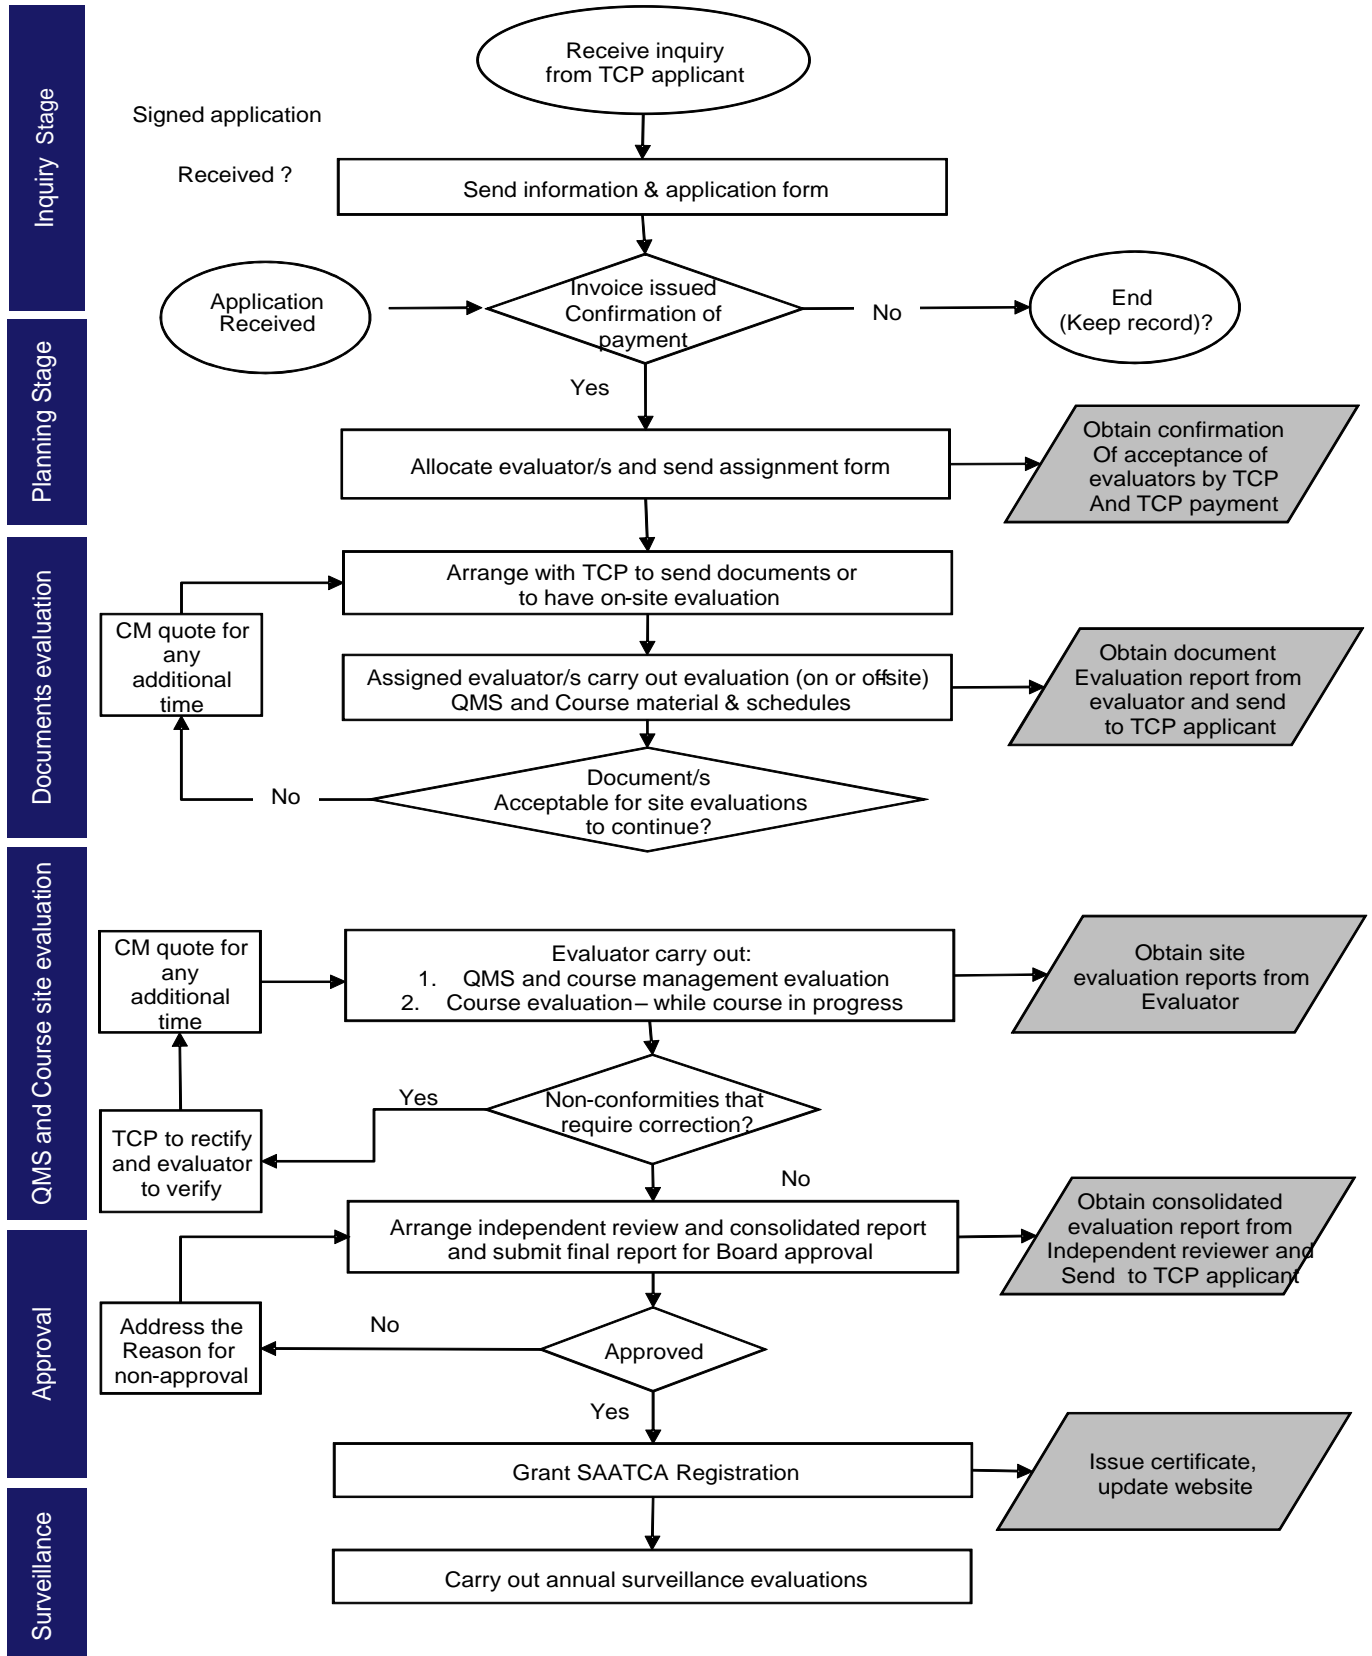 Inquiry Stage
Receive inquiry
from TCP applicant
Signed application
Received ?
Send information & application form
Application
Received
Invoice issued
Confirmation of
payment
No
End
(Keep record)?
Yes
Planning Stage
Allocate evaluator/s and send assignment form
Obtain confirmation
Of acceptance of
evaluators by TCP
And TCP payment
Documents evaluation
Arrange with TCP to send documents or
to have on-site evaluation
CM quote for
any
additional
time
Assigned evaluator/s carry out evaluation (on or offsite)
QMS and Course material & schedules
Obtain document
Evaluation report from
evaluator and send
to TCP applicant
Document/s
Acceptable for site evaluations
to continue?
No
QMS and Course site evaluation
CM quote for
any
additional
time
Evaluator carry out:
1. QMS and course management evaluation
2. Course evaluation – while course in progress
Obtain site
evaluation reports from
Evaluator
Yes
Non-conformities that
require correction?
TCP to rectify
and evaluator
to verify
No
Arrange independent review and consolidated report
and submit final report for Board approval
Obtain consolidated
evaluation report from
Independent reviewer and
Send to TCP applicant
Approval
Address the
Reason for
non-approval
No
Approved
Yes
Grant SAATCA Registration
Issue certificate,
update website
Surveillance
Carry out annual surveillance evaluations